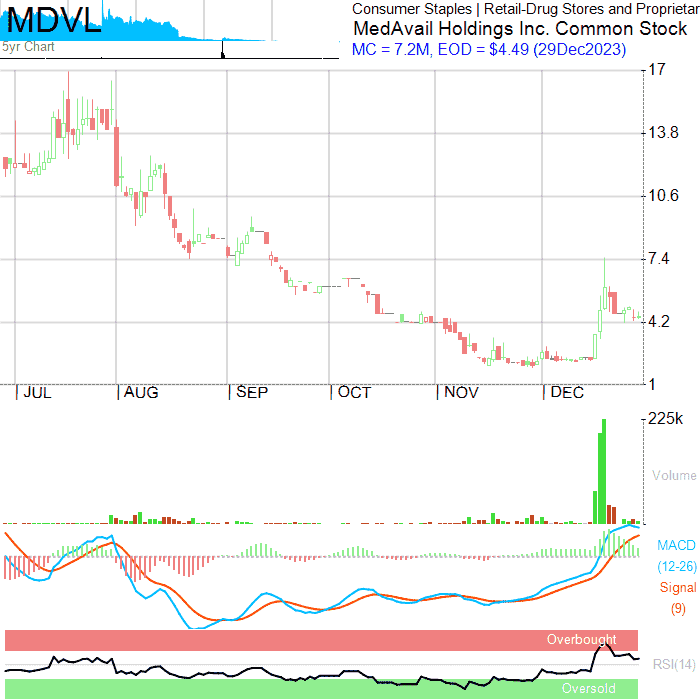 MDVL
Consumer Staples | Retail-Drug Stores and Proprietar
MedAvail Holdings Inc. Common Stock
5yr Chart
MC = 7.2M, EOD = $4.49 (29Dec2023)
17
13.8
10.6
7.4
4.2
1
JUL AUG SEP OCT NOV DEC
225k
Volume
MACD
(12-26)
Signal
(9)
Overbought
RSI(14)
Oversold